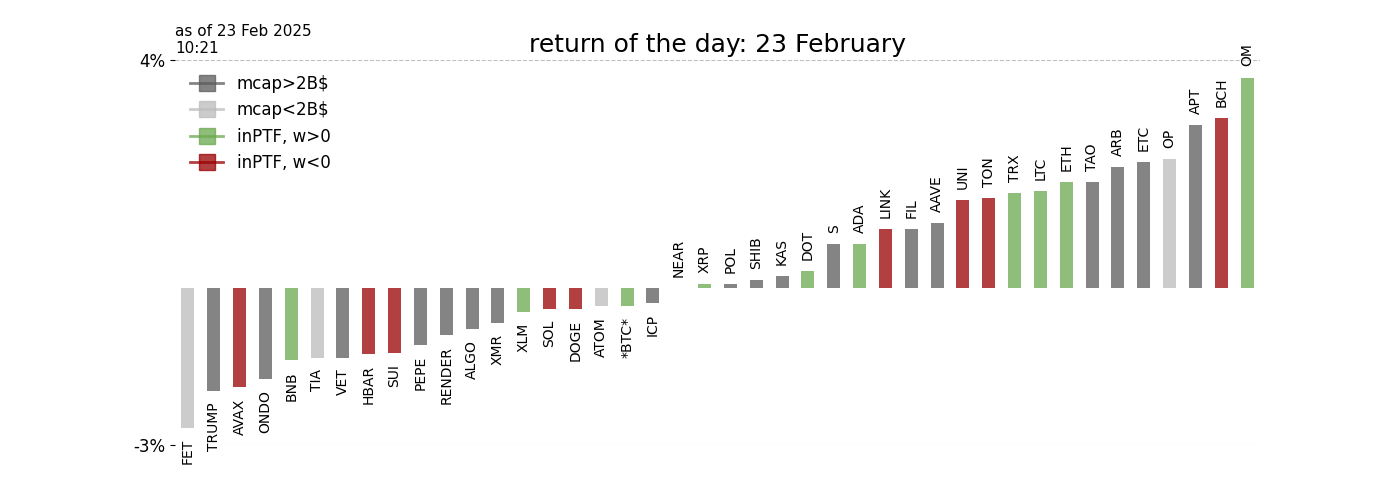 as of 23 Feb 2025
10:21
return of the day: 23 February
4%
mcap>2B$
mcap<2B$
inPTF, w>0
inPTF, w<0
-3%
FET
TRUMP
AVAX
ONDO
BNB
TIA
VET
HBAR
SUI
PEPE
RENDER
ALGO
XMR
XLM
SOL
DOGE
ATOM
*BTC*
ICP
NEAR
XRP
POL
SHIB
KAS
DOT
S
ADA
LINK
FIL
AAVE
UNI
TON
TRX
LTC
ETH
TAO
ARB
ETC
OP
APT
BCH
OM